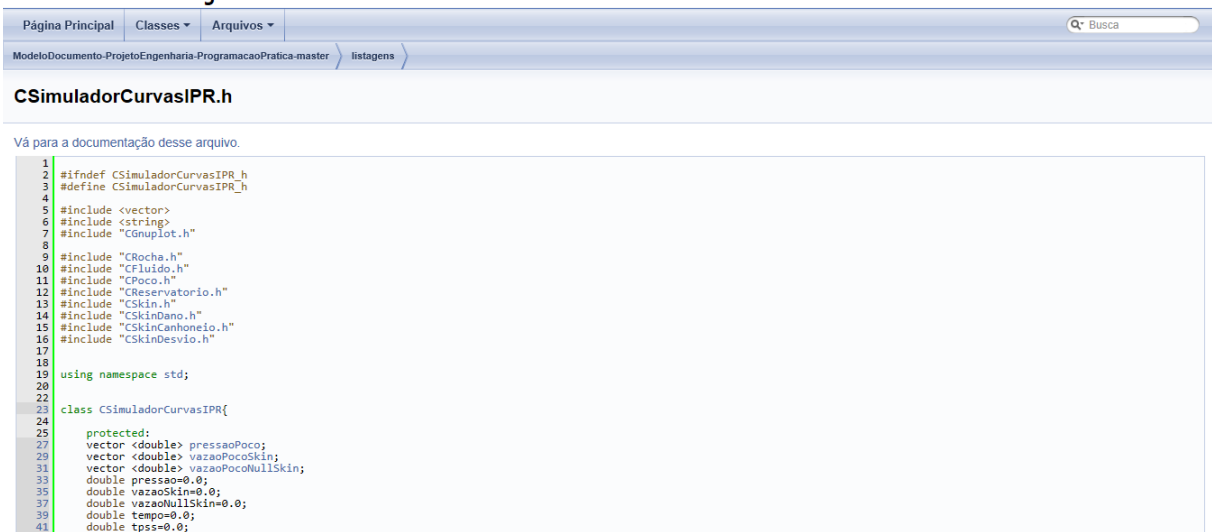 Página Principal Classes Arquivos Busca
ModeloDocumento-ProjetoEngenharia-ProgramacaoPratica-master listagens
CSimuladorCurvasIPR.h
Vá para a documentação desse arquivo.
1
2 #ifndef CSimuladorCurvasIPR_h
3 #define CSimuladorCurvasIPR_h
4
5 #include <vector>
6 #include <string>
7 #include "CGnuplot.h"
8
9 #include "CRocha.h"
10 #include "CFluido.h"
11 #include "CPoco.h"
12 #include "CReservatorio.h"
13 #include "CSkin.h"
14 #include "CSkinDano.h"
15 #include "CSkinCanhoneio.h"
16 #include "CSkinDesvio.h"
17
18
19 using namespace std;
20
22
23 class CSimuladorCurvasIPR{
24
25 protected:
27 vector <double> pressaoPoco;
29 vector <double> vazaoPocoSkin;
31 vector <double> vazaoPocoNullSkin;
33 double pressao=0.0;
35 double vazaoSkin=0.0;
37 double vazaoNullSkin=0.0;
39 double tempo=0.0;
41 double tpss=0.0;